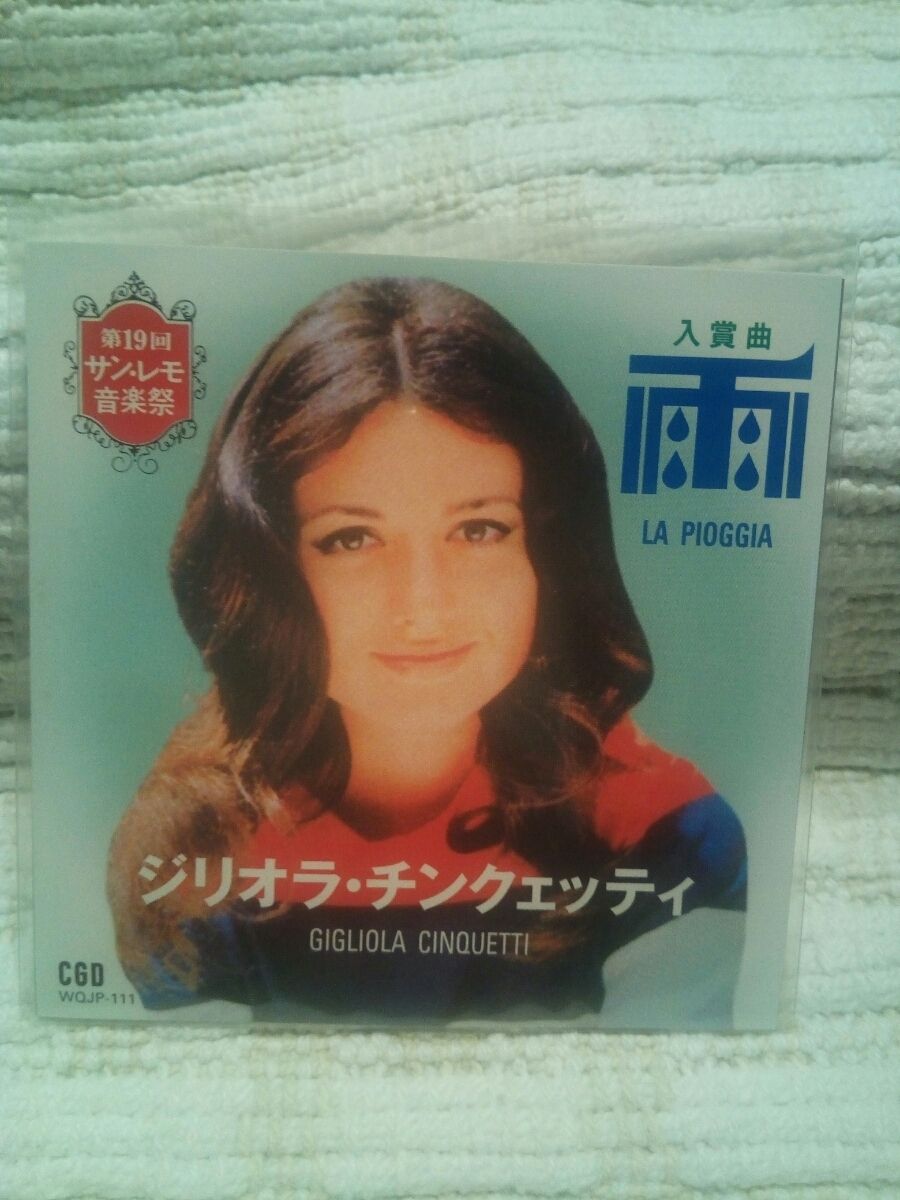 第19回
サン・レモ
音楽祭
入賞曲
雨
LA PIOGGIA
ジリオラ・チンクェッティ
GIGLIOLA CINQUETTI
CGD
WQJP-111